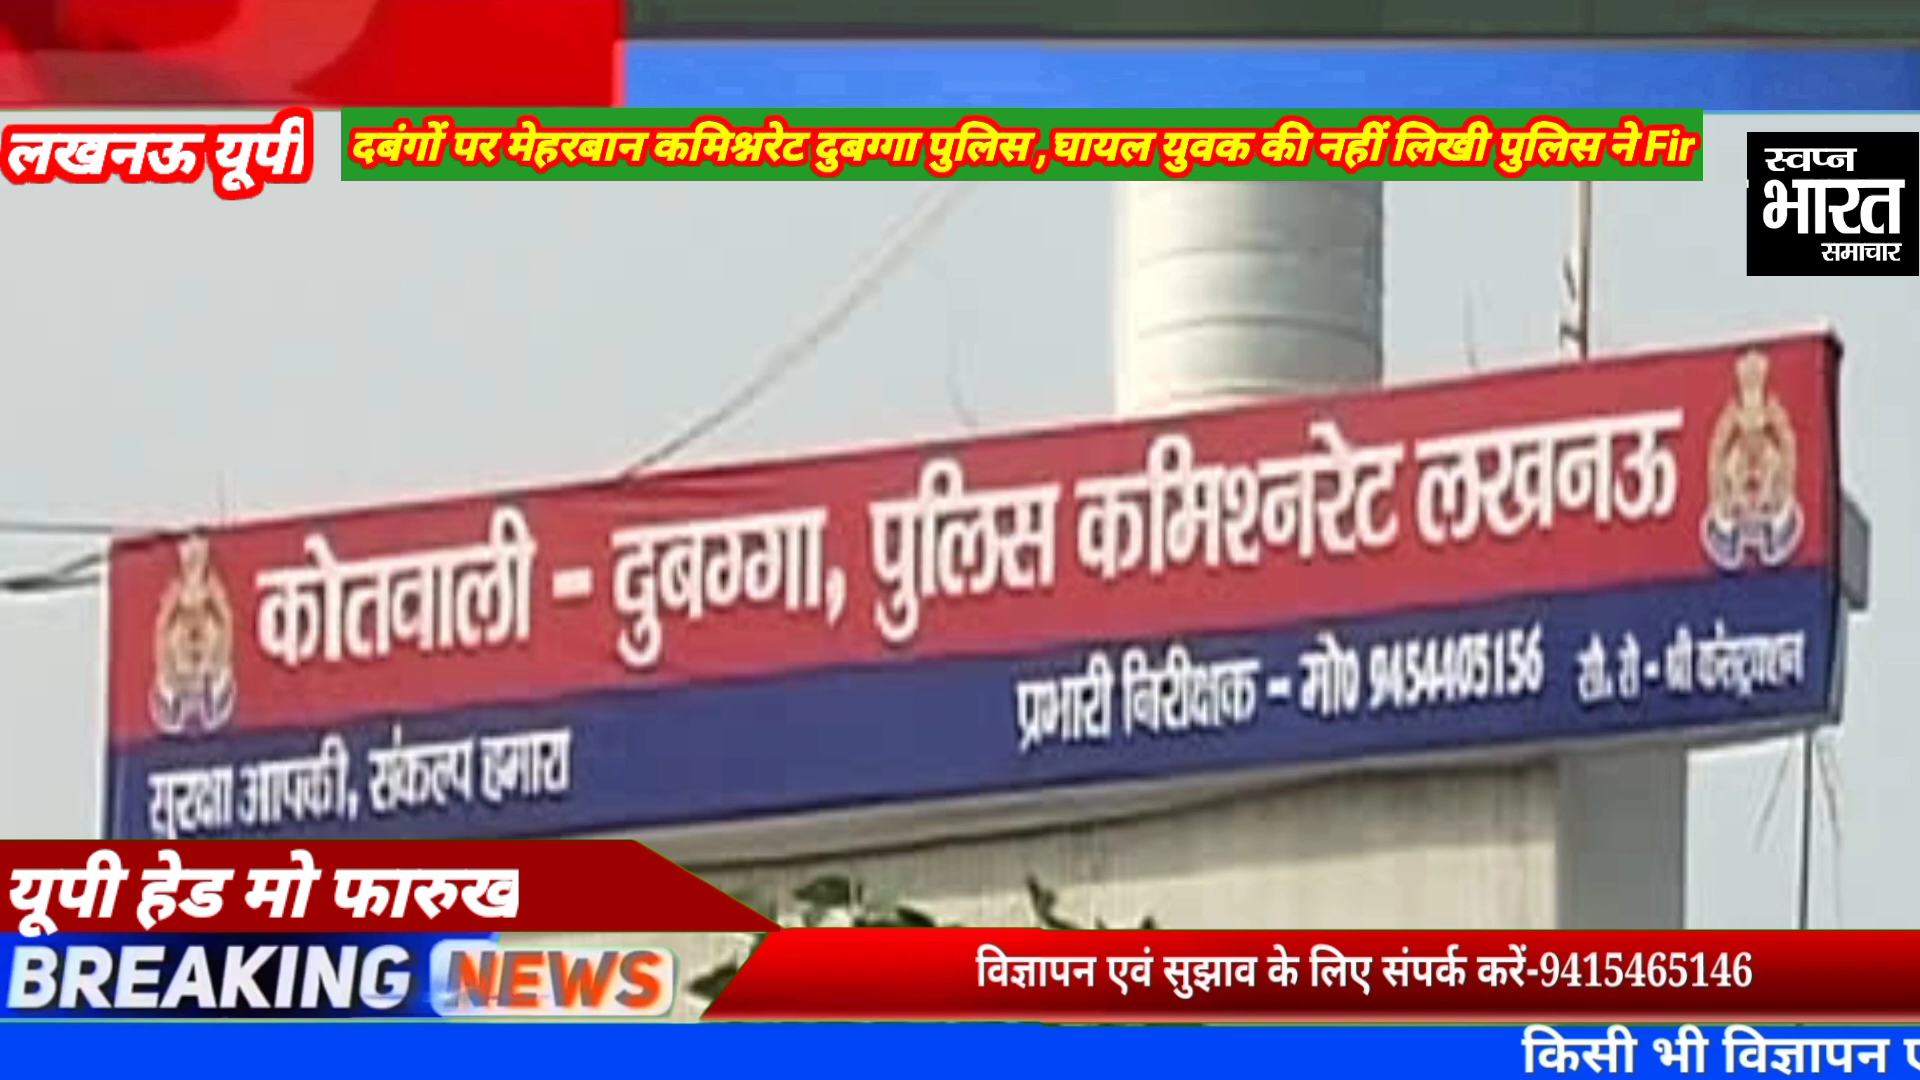 लखनऊ यूपी
दबंगों पर मेहरबान कमिश्नरेट दुबग्गा पुलिस ,घायल युवक की नहीं लिखी पुलिस ने Fir
स्वप्न
भारत
समाचार
कोतवाली - दुबग्गा, पुलिस कमिश्नरेट लखनऊ
प्रभारी निरीक्षक - मो0 9454405156
सुरक्षा आपकी, संकल्प हमारा
यूपी हेड मो फारुख
BREAKING NEWS
विज्ञापन एवं सुझाव के लिए संपर्क करें-9415465146
किसी भी विज्ञापन ए